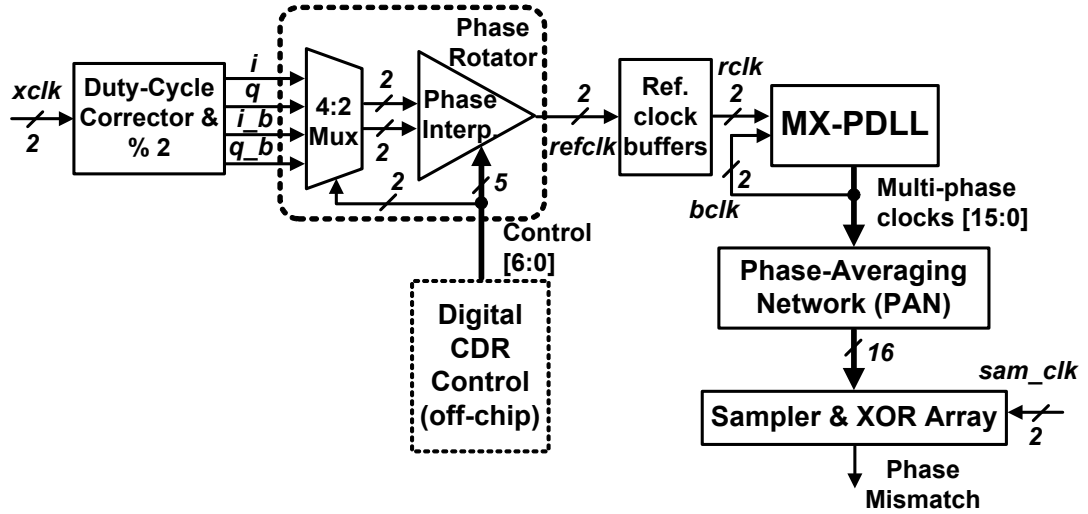 xclk
2
Duty-Cycle
Corrector &
% 2
i
q
i_b
q_b
4:2
Mux
2
2
Phase
Rotator
Phase
Interp.
2
5
2
refclk
Ref.
clock
buffers
rclk
2
MX-PDLL
2
bclk
Multi-phase
clocks [15:0]
Control
[6:0]
Digital
CDR
Control
(off-chip)
Phase-Averaging
Network (PAN)
16
sam_clk
2
Sampler & XOR Array
Phase
Mismatch